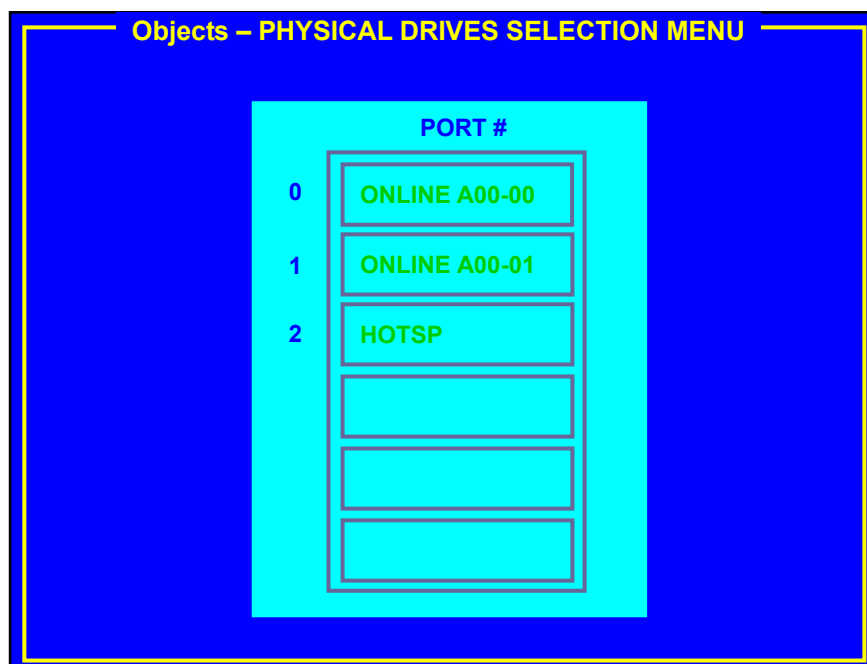 Objects – PHYSICAL DRIVES SELECTION MENU
PORT #
0 ONLINE A00-00
1 ONLINE A00-01
2 HOTSP